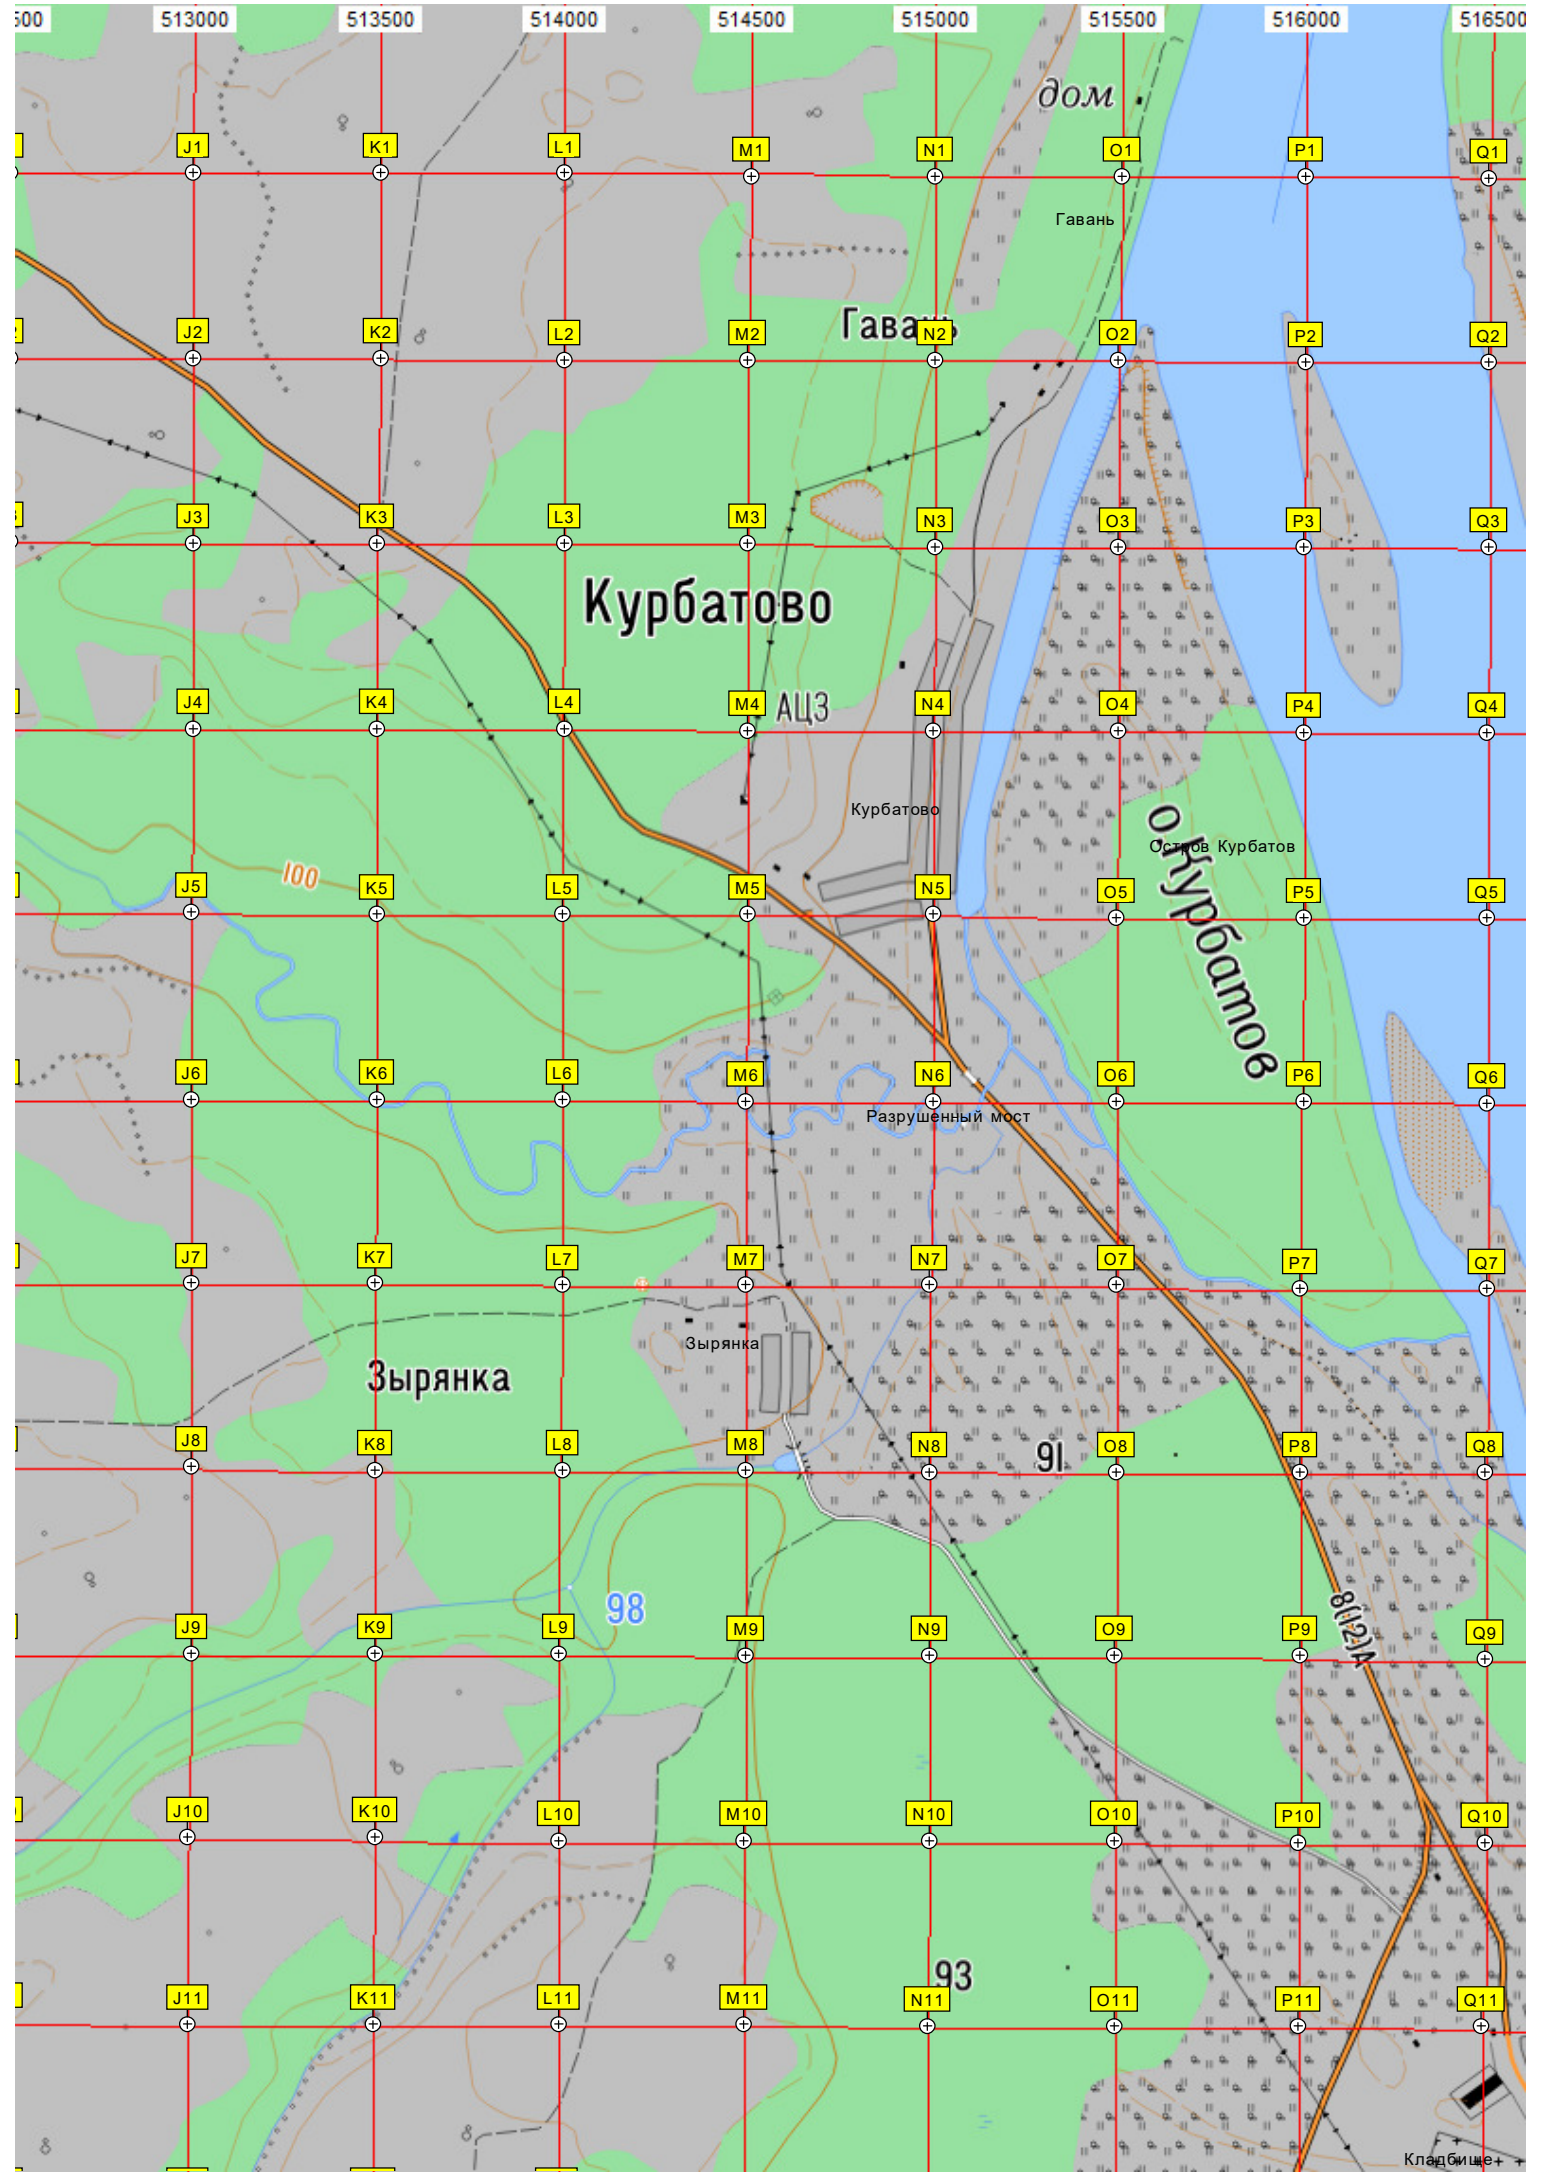 500 513000 513500 514000 514500 515000 515500 516000 516500
дом
J1 K1 L1 M1 N1 O1 P1 Q1
Гавань
Гавань
J2 K2 L2 M2 N2 O2 P2 Q2
J3 K3 L3 M3 N3 O3 P3 Q3
Курбатово
J4 K4 L4 M4 N4 O4 P4 Q4
АЦЗ
Курбатово
Остров Курбатов
о.Курбатов
100
J5 K5 L5 M5 N5 O5 P5 Q5
J6 K6 L6 M6 N6 O6 P6 Q6
Разрушенный мост
J7 K7 L7 M7 N7 O7 P7 Q7
Зырянка
Зырянка
J8 K8 L8 M8 N8 O8 P8 Q8
91
98
8(12)А
J9 K9 L9 M9 N9 O9 P9 Q9
J10 K10 L10 M10 N10 O10 P10 Q10
93
J11 K11 L11 M11 N11 O11 P11 Q11
Кладбище